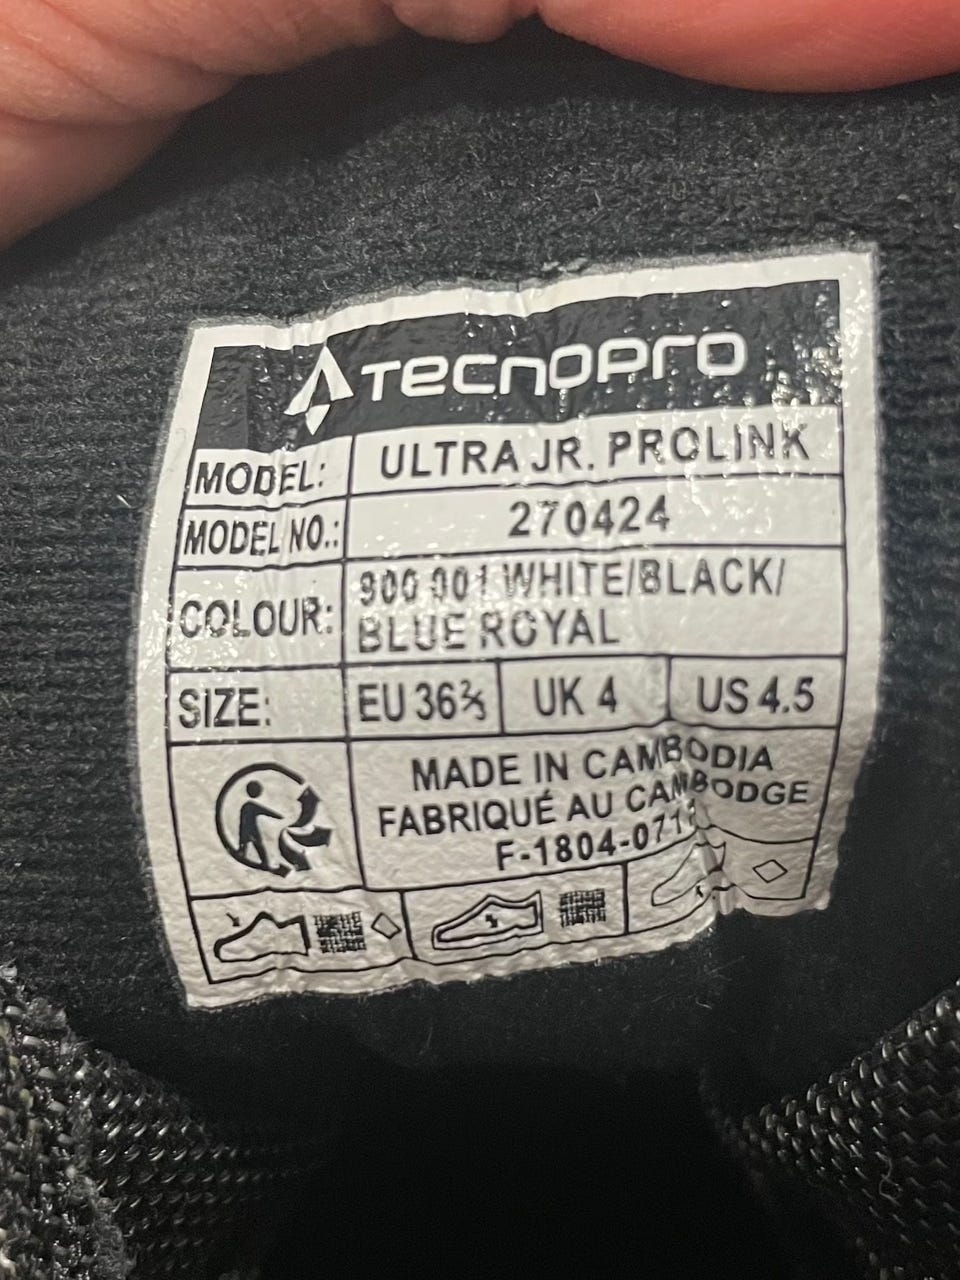 TECNOPRO
MODEL: ULTRA JR. PROLINK
MODEL NO.: 270424
COLOUR: 900 001 WHITE/BLACK/
BLUE ROYAL
SIZE: EU 36⅔ UK 4 US 4.5
MADE IN CAMBODIA
FABRIQUÉ AU CAMBODGE